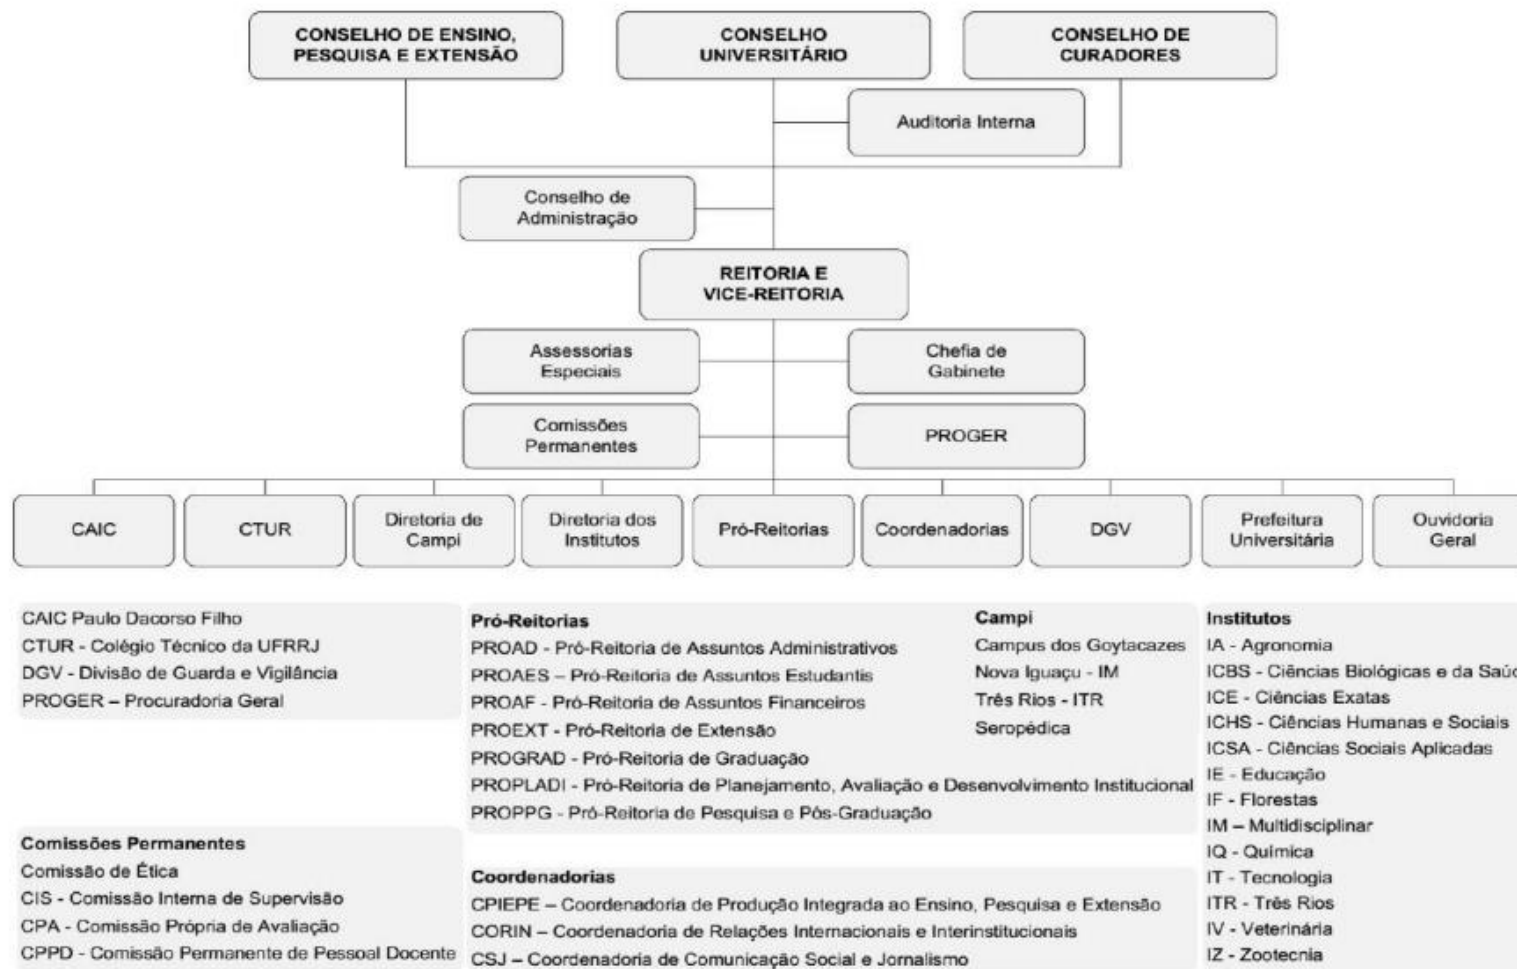 CONSELHO DE ENSINO,
PESQUISA E EXTENSÃO
CONSELHO
UNIVERSITÁRIO
CONSELHO DE
CURADORES
Auditoria Interna
Conselho de
Administração
REITORIA E
VICE-REITORIA
Assessorias
Especiais
Chefia de
Gabinete
Comissões
Permanentes
PROGER
CAIC
CTUR
Diretoria de
Campi
Diretoria dos
Institutos
Pró-Reitorias
Coordenadorias
DGV
Prefeitura
Universitária
Ouvidoria
Geral
CAIC Paulo Dacorso Filho
CTUR - Colégio Técnico da UFRRJ
DGV - Divisão de Guarda e Vigilância
PROGER – Procuradoria Geral
Comissões Permanentes
Comissão de Ética
CIS - Comissão Interna de Supervisão
CPA - Comissão Própria de Avaliação
CPPD - Comissão Permanente de Pessoal Docente
Pró-Reitorias
PROAD - Pró-Reitoria de Assuntos Administrativos
PROAES – Pró-Reitoria de Assuntos Estudantis
PROAF - Pró-Reitoria de Assuntos Financeiros
PROEXT - Pró-Reitoria de Extensão
PROGRAD - Pró-Reitoria de Graduação
PROPLADI - Pró-Reitoria de Planejamento, Avaliação e Desenvolvimento Institucional
PROPPG - Pró-Reitoria de Pesquisa e Pós-Graduação
Campi
Campus dos Goytacazes
Nova Iguaçu - IM
Três Rios - ITR
Seropédica
Coordenadorias
CPIEPE – Coordenadoria de Produção Integrada ao Ensino, Pesquisa e Extensão
CORIN – Coordenadoria de Relações Internacionais e Interinstitucionais
CSJ – Coordenadoria de Comunicação Social e Jornalismo
Institutos
IA - Agronomia
ICBS - Ciências Biológicas e da Saúd
ICE - Ciências Exatas
ICHS - Ciências Humanas e Sociais
ICSA - Ciências Sociais Aplicadas
IE - Educação
IF - Florestas
IM – Multidisciplinar
IQ - Química
IT - Tecnologia
ITR - Três Rios
IV - Veterinária
IZ - Zootecnia